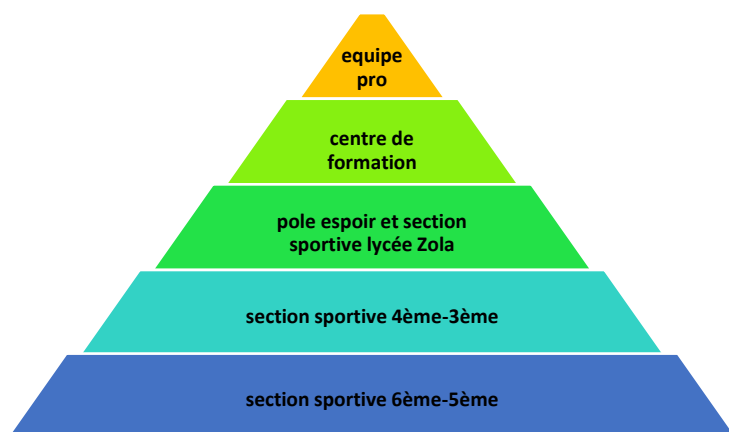 equipe
pro
centre de
formation
pole espoir et section
sportive lycée Zola
section sportive 4ème-3ème
section sportive 6ème-5ème